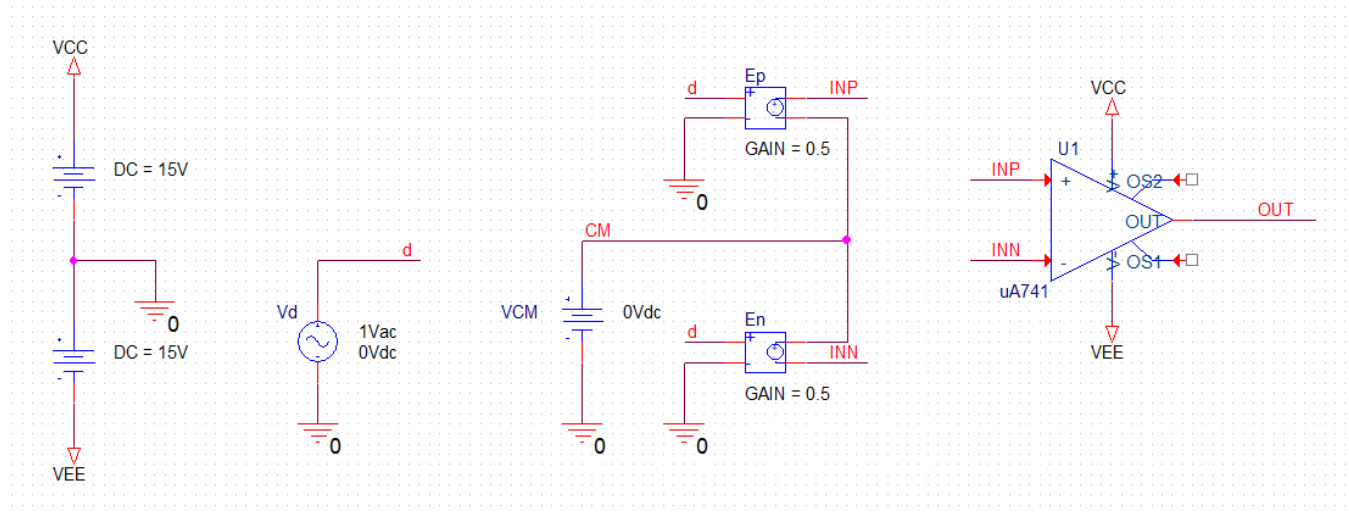 VCC
DC = 15V
0
DC = 15V
VEE
d
Vd
1Vac
0Vdc
0
Ep
d
INP
GAIN = 0.5
0
CM
VCM
0Vdc
0
En
d
INN
GAIN = 0.5
0
VCC
U1
INP
+
V+
OS2
OUT
OUT
INN
-
V-
OS1
uA741
VEE